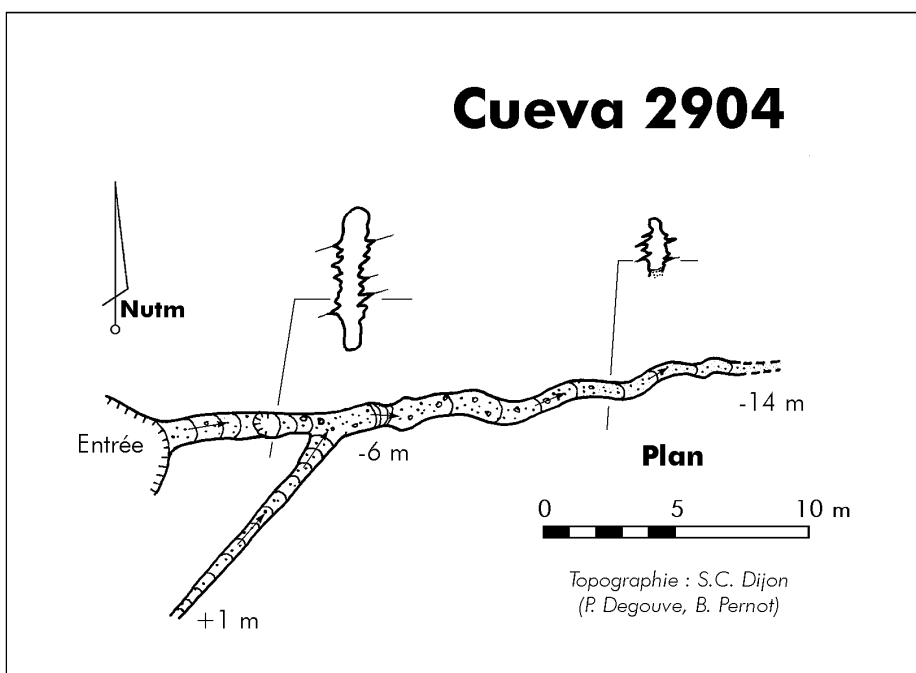 Cueva 2904
Nutm
Entrée
-6 m
-14 m
+1 m
Plan
0 5 10 m
Topographie : S.C. Dijon
(P. Degouve, B. Pernot)